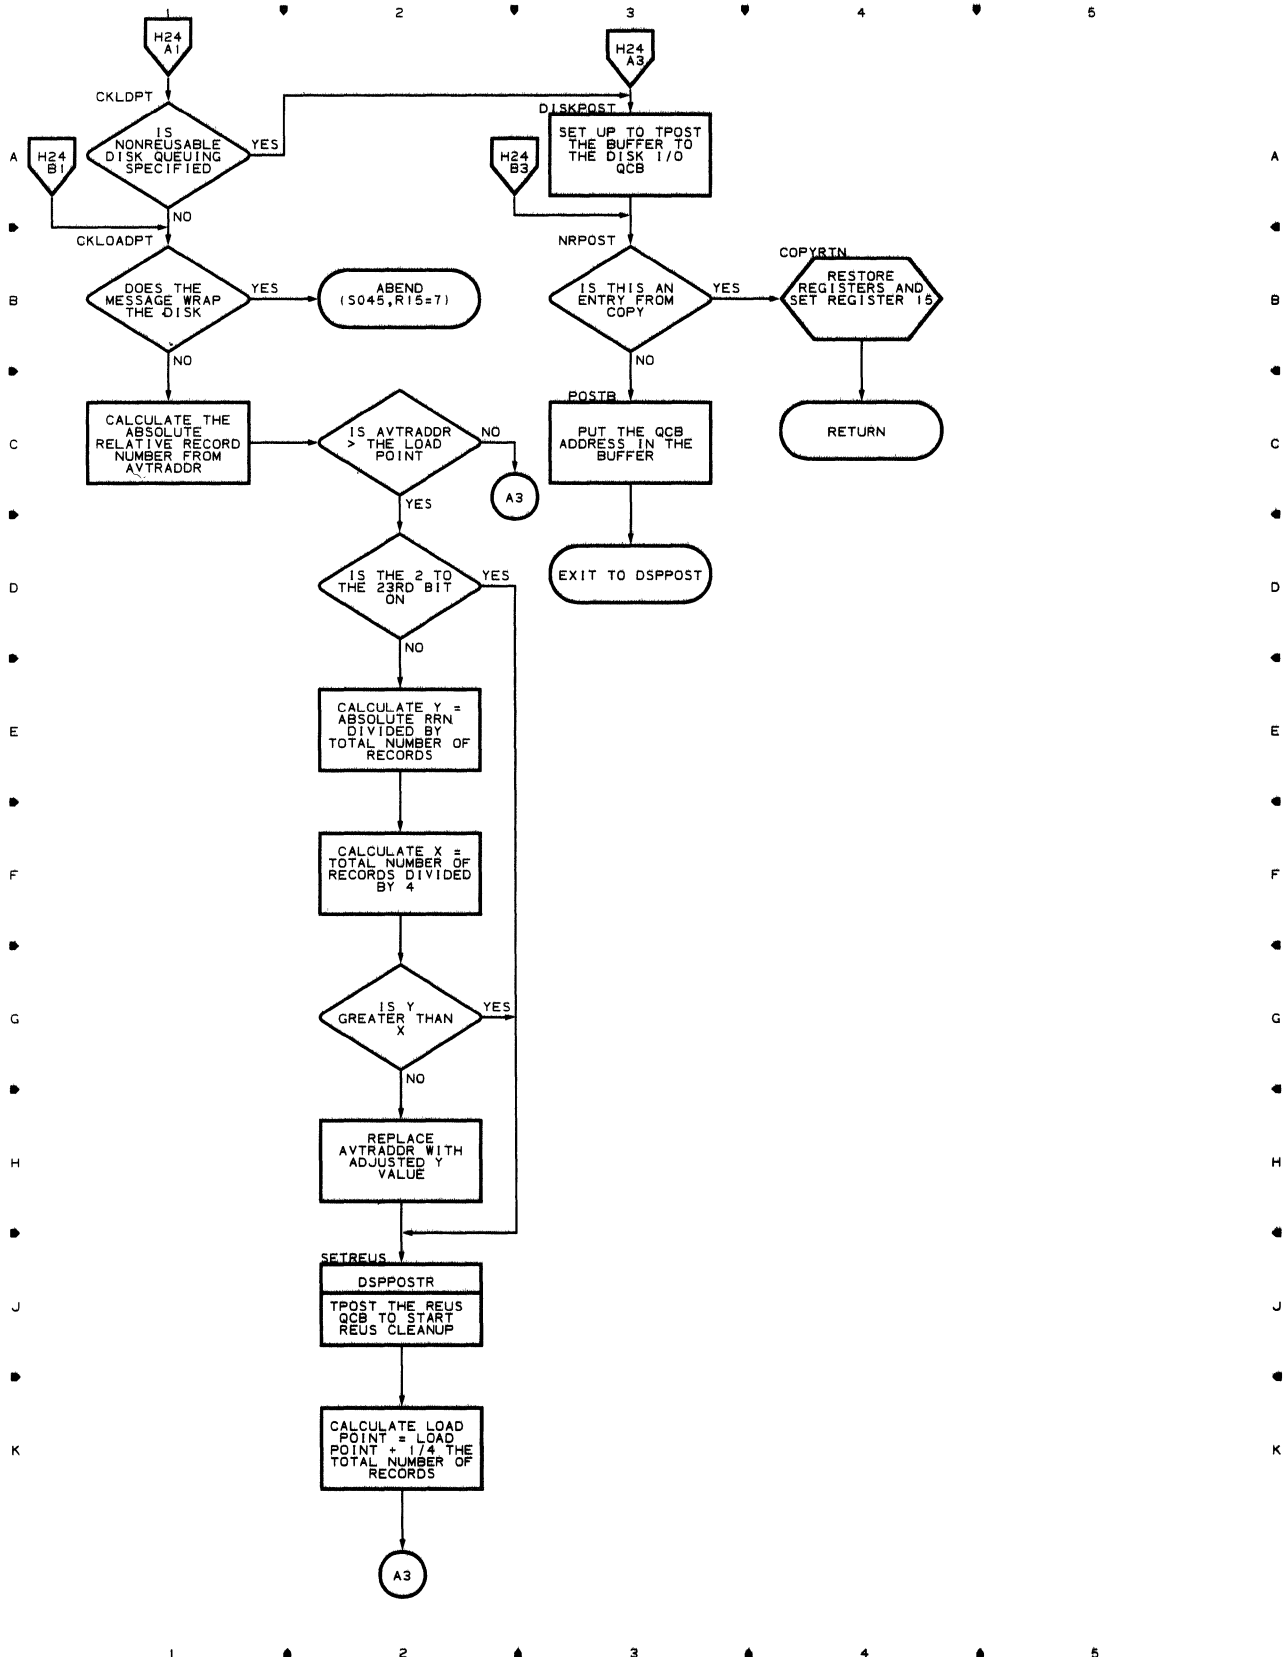 1
2
3
4
5
H24
A1
H24
A3
CKLDPT
IS
NONREUSABLE
DISK QUEUING
SPECIFIED
YES
NO
H24
B1
A
DISKPOST
SET UP TO TPOST
THE BUFFER TO
THE DISK I/O
QCB
H24
B3
A
CKLOADPT
DOES THE
MESSAGE WRAP
THE DISK
YES
NO
B
ABEND
(S045,R15=7)
NRPOST
IS THIS AN
ENTRY FROM
COPY
YES
NO
COPYRTN
RESTORE
REGISTERS AND
SET REGISTER 15
B
C
CALCULATE THE
ABSOLUTE
RELATIVE RECORD
NUMBER FROM
AVTRADDR
IS AVTRADDR
> THE LOAD
POINT
NO
YES
A3
POSTB
PUT THE QCB
ADDRESS IN THE
BUFFER
RETURN
C
D
IS THE 2 TO
THE 23RD BIT
ON
YES
NO
EXIT TO DSPPOST
D
E
CALCULATE Y =
ABSOLUTE RRN
DIVIDED BY
TOTAL NUMBER OF
RECORDS
E
F
CALCULATE X =
TOTAL NUMBER OF
RECORDS DIVIDED
BY 4
F
G
IS Y
GREATER THAN
X
YES
NO
G
H
REPLACE
AVTRADDR WITH
ADJUSTED Y
VALUE
H
SETREUS
DSPPOSTR
J
TPOST THE REUS
QCB TO START
REUS CLEANUP
J
K
CALCULATE LOAD
POINT = LOAD
POINT + 1/4 THE
TOTAL NUMBER OF
RECORDS
K
A3
1
2
3
4
5